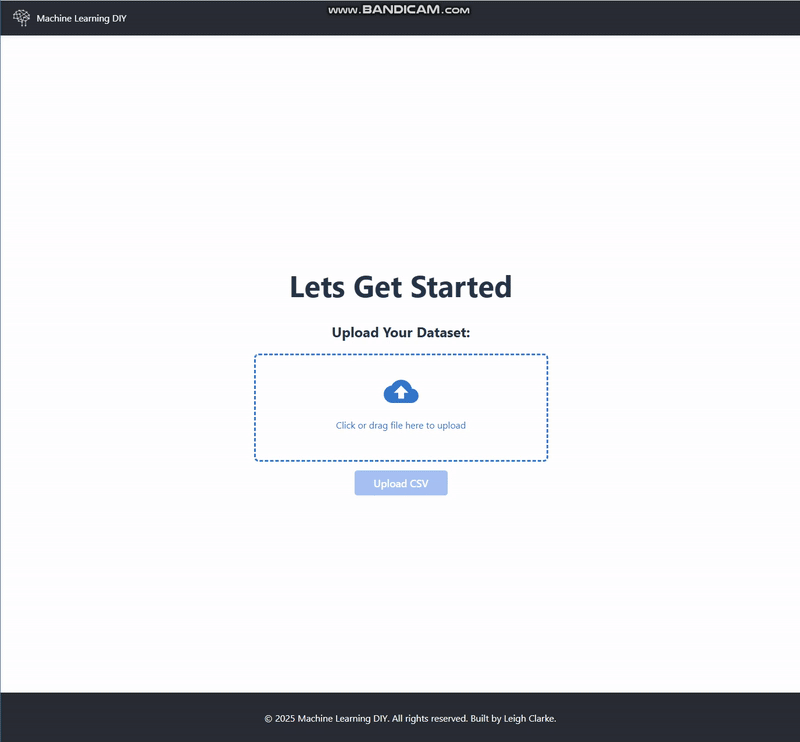 Machine Learning DIY
WWW.BANDICAM.COM
Lets Get Started
Upload Your Dataset:
Click or drag file here to upload
Upload CSV
© 2025 Machine Learning DIY. All rights reserved. Built by Leigh Clarke.